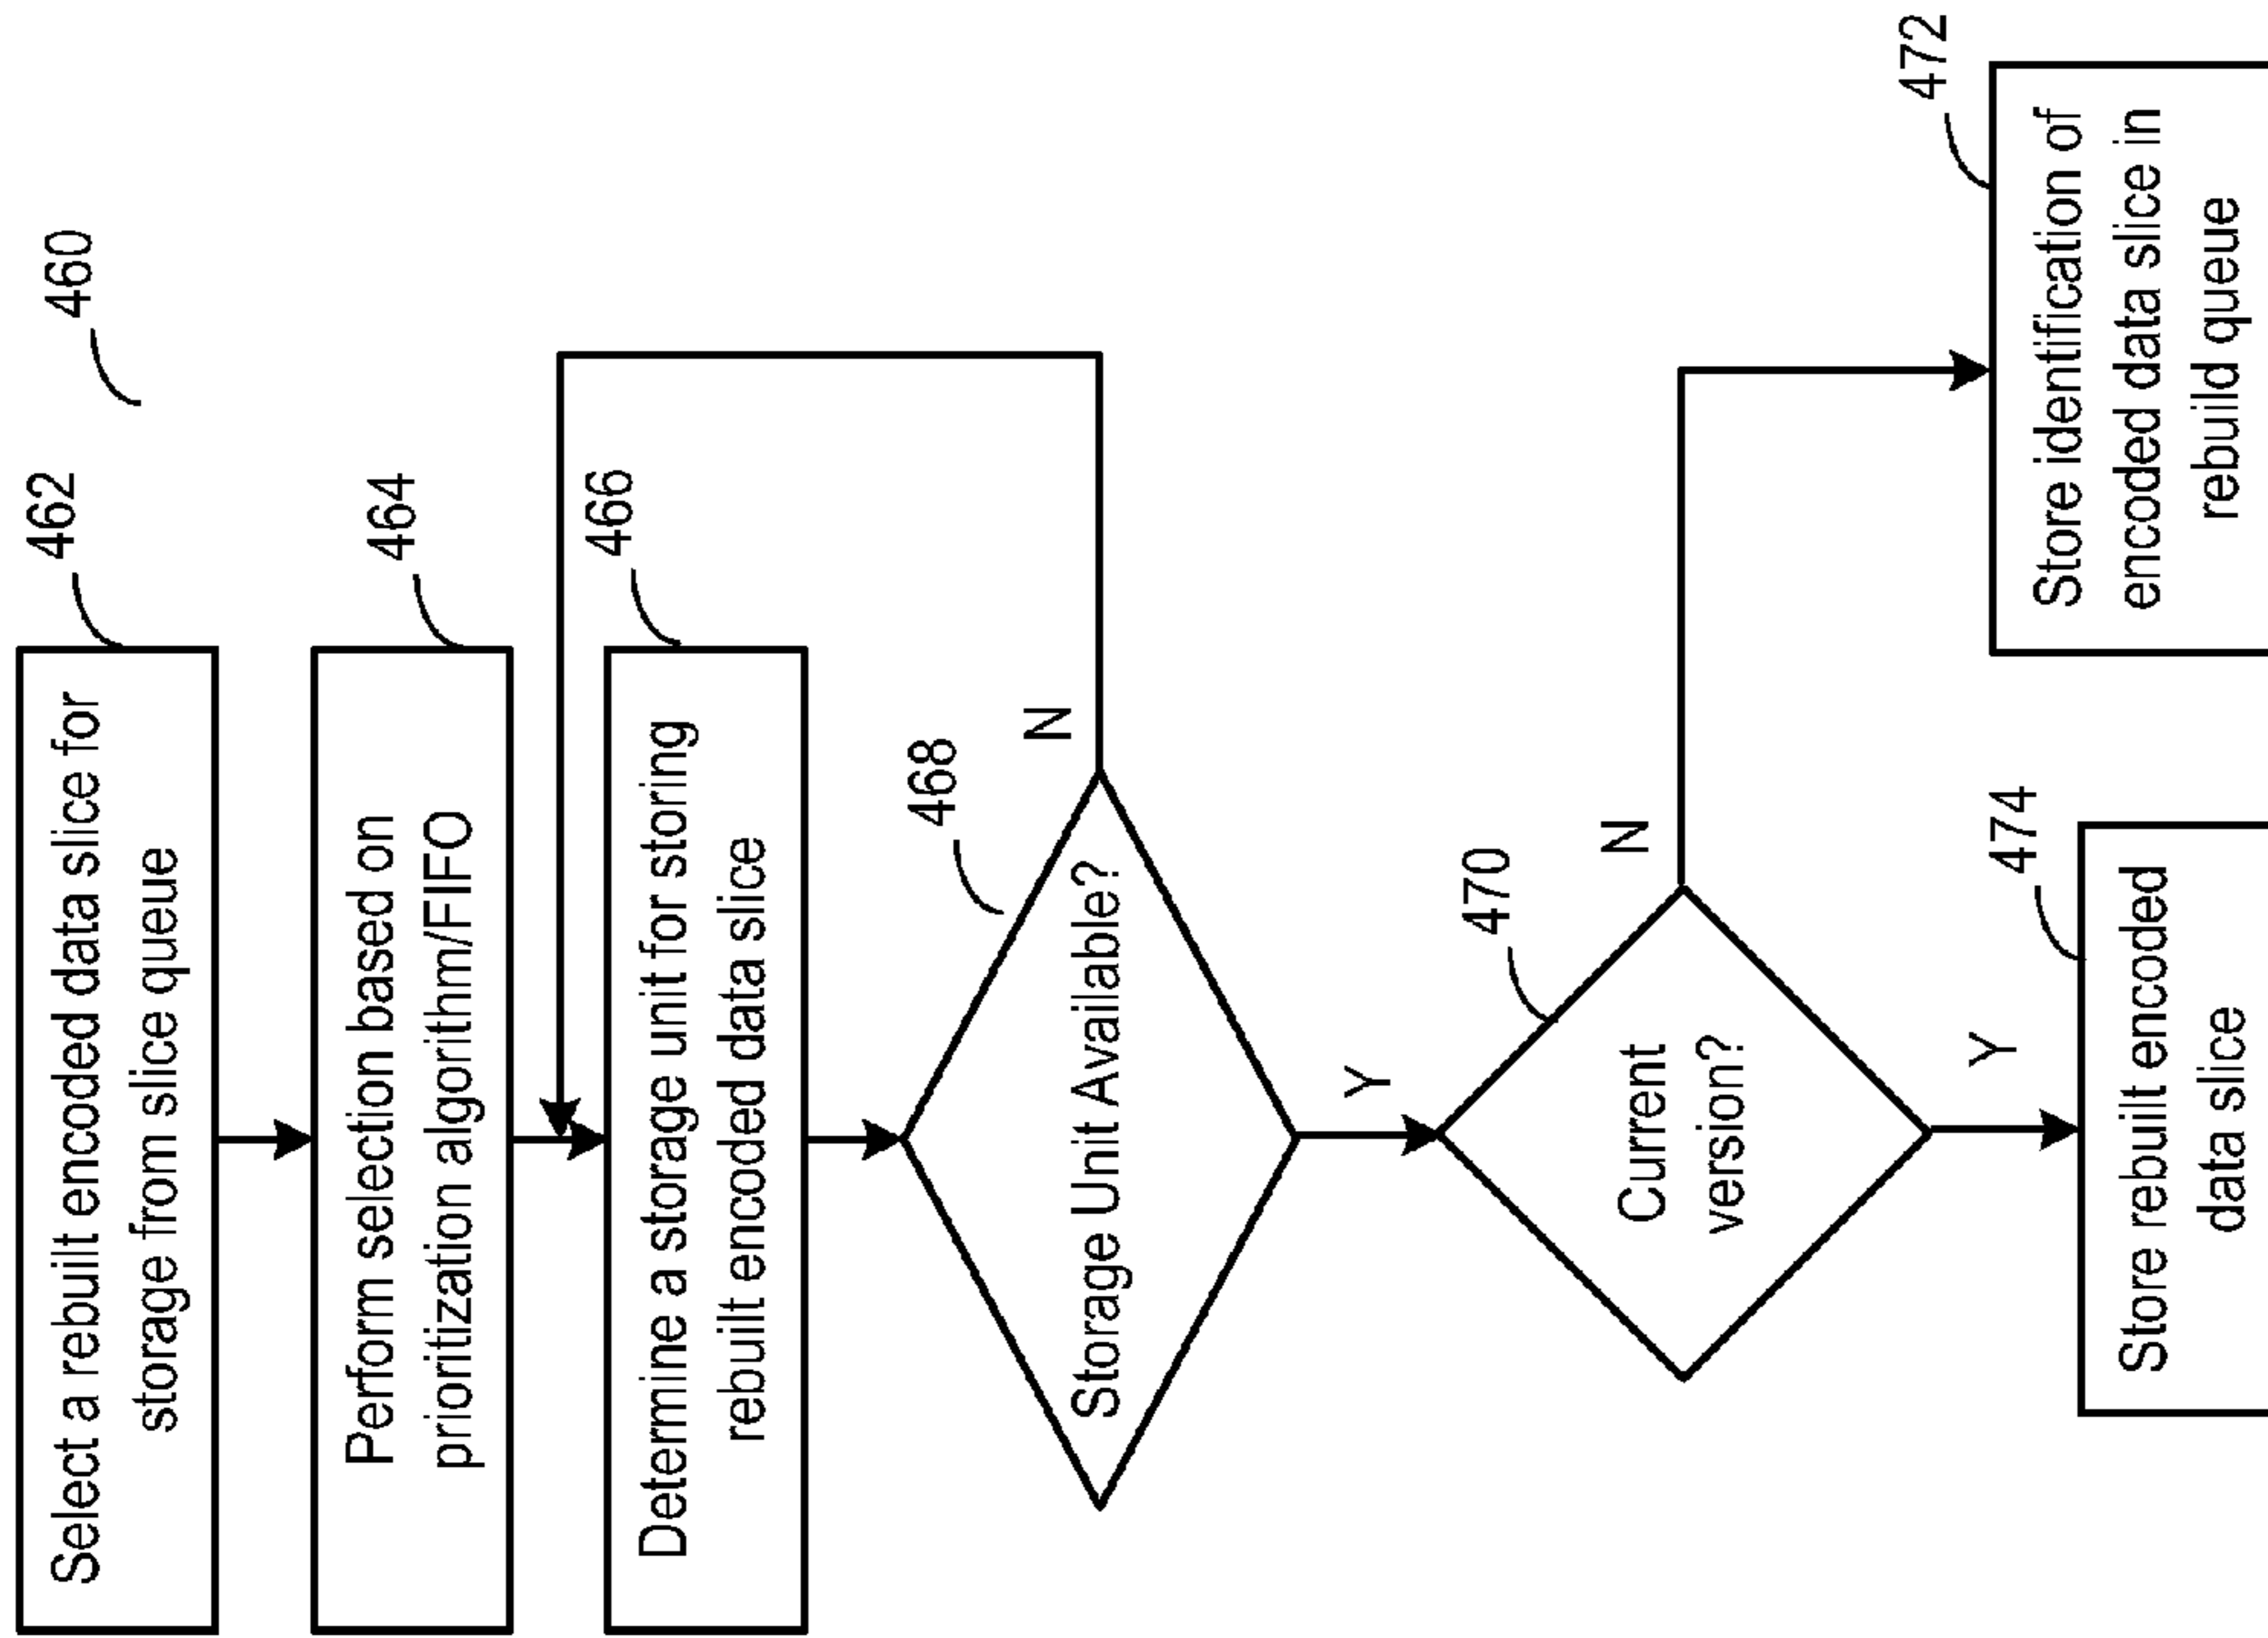 460
462
Select a rebuilt encoded data slice for
storage from slice queue
464
Perform selection based on
prioritization algorithm/FIFO
466
Determine a storage unit for storing
rebuilt encoded data slice
468
Storage Unit Available?
N
Y
470
Current
version?
N
Y
472
Store identification of
encoded data slice in
rebuild queue
474
Store rebuilt encoded
data slice